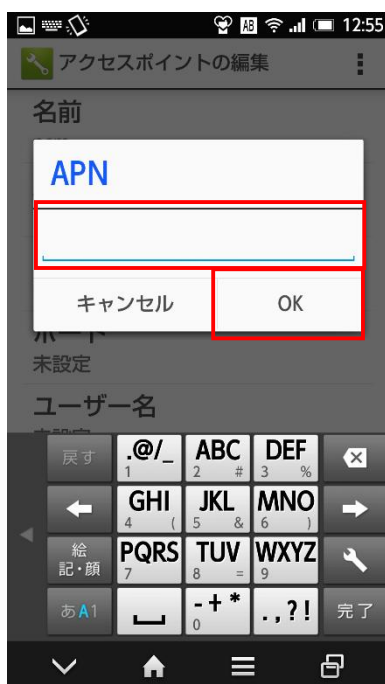 12:55
アクセスポイントの編集
名前
APN
キャンセル OK
ポート
未設定
ユーザー名
戻す .@/_ 1 ABC 2 # DEF 3 %
GHI 4 ( JKL 5 & MNO 6 )
絵記・顔 PQRS 7 TUV 8 = WXYZ 9
あA1 - + * 0 . , ? ! 完了